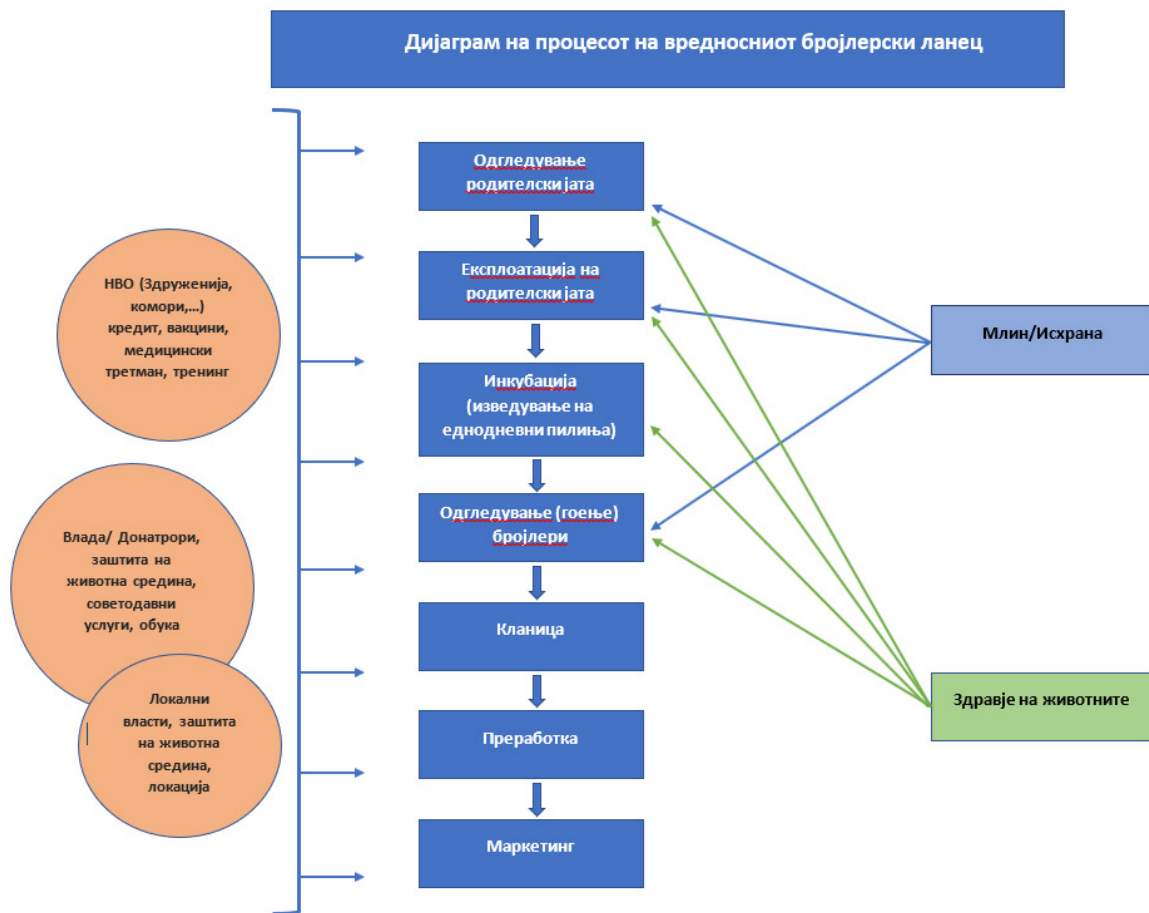 Дијаграм на процесот на вредносниот бројлерски ланец
Одгледување
родителски јата
Експлоатација на
родителски јата
Инкубација
(изведување на
еднодневни пилиња)
Одгледување (гоење)
бројлери
Кланица
Преработка
Маркетинг
НВО (Здруженија,
комори,...)
кредит, вакцини,
медицински
третман, тренинг
Влада/ Донатрори,
заштита на
животна средина,
советодавни
услуги, обука
Локални
власти, заштита
на животна
средина,
локација
Млин/Исхрана
Здравје на животните